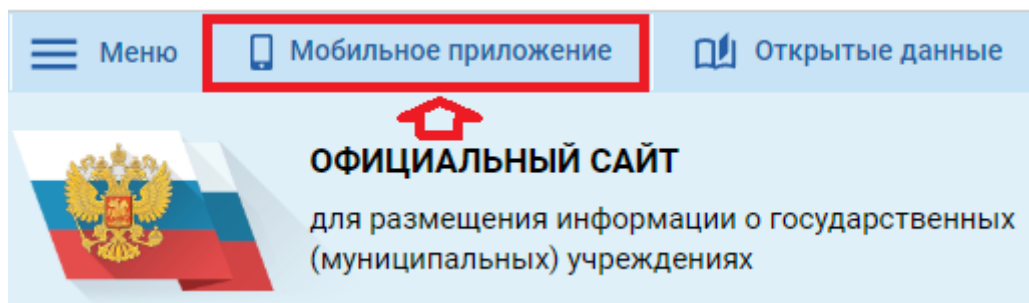 Меню Мобильное приложение Открытые данные
ОФИЦИАЛЬНЫЙ САЙТ
для размещения информации о государственных
(муниципальных) учреждениях